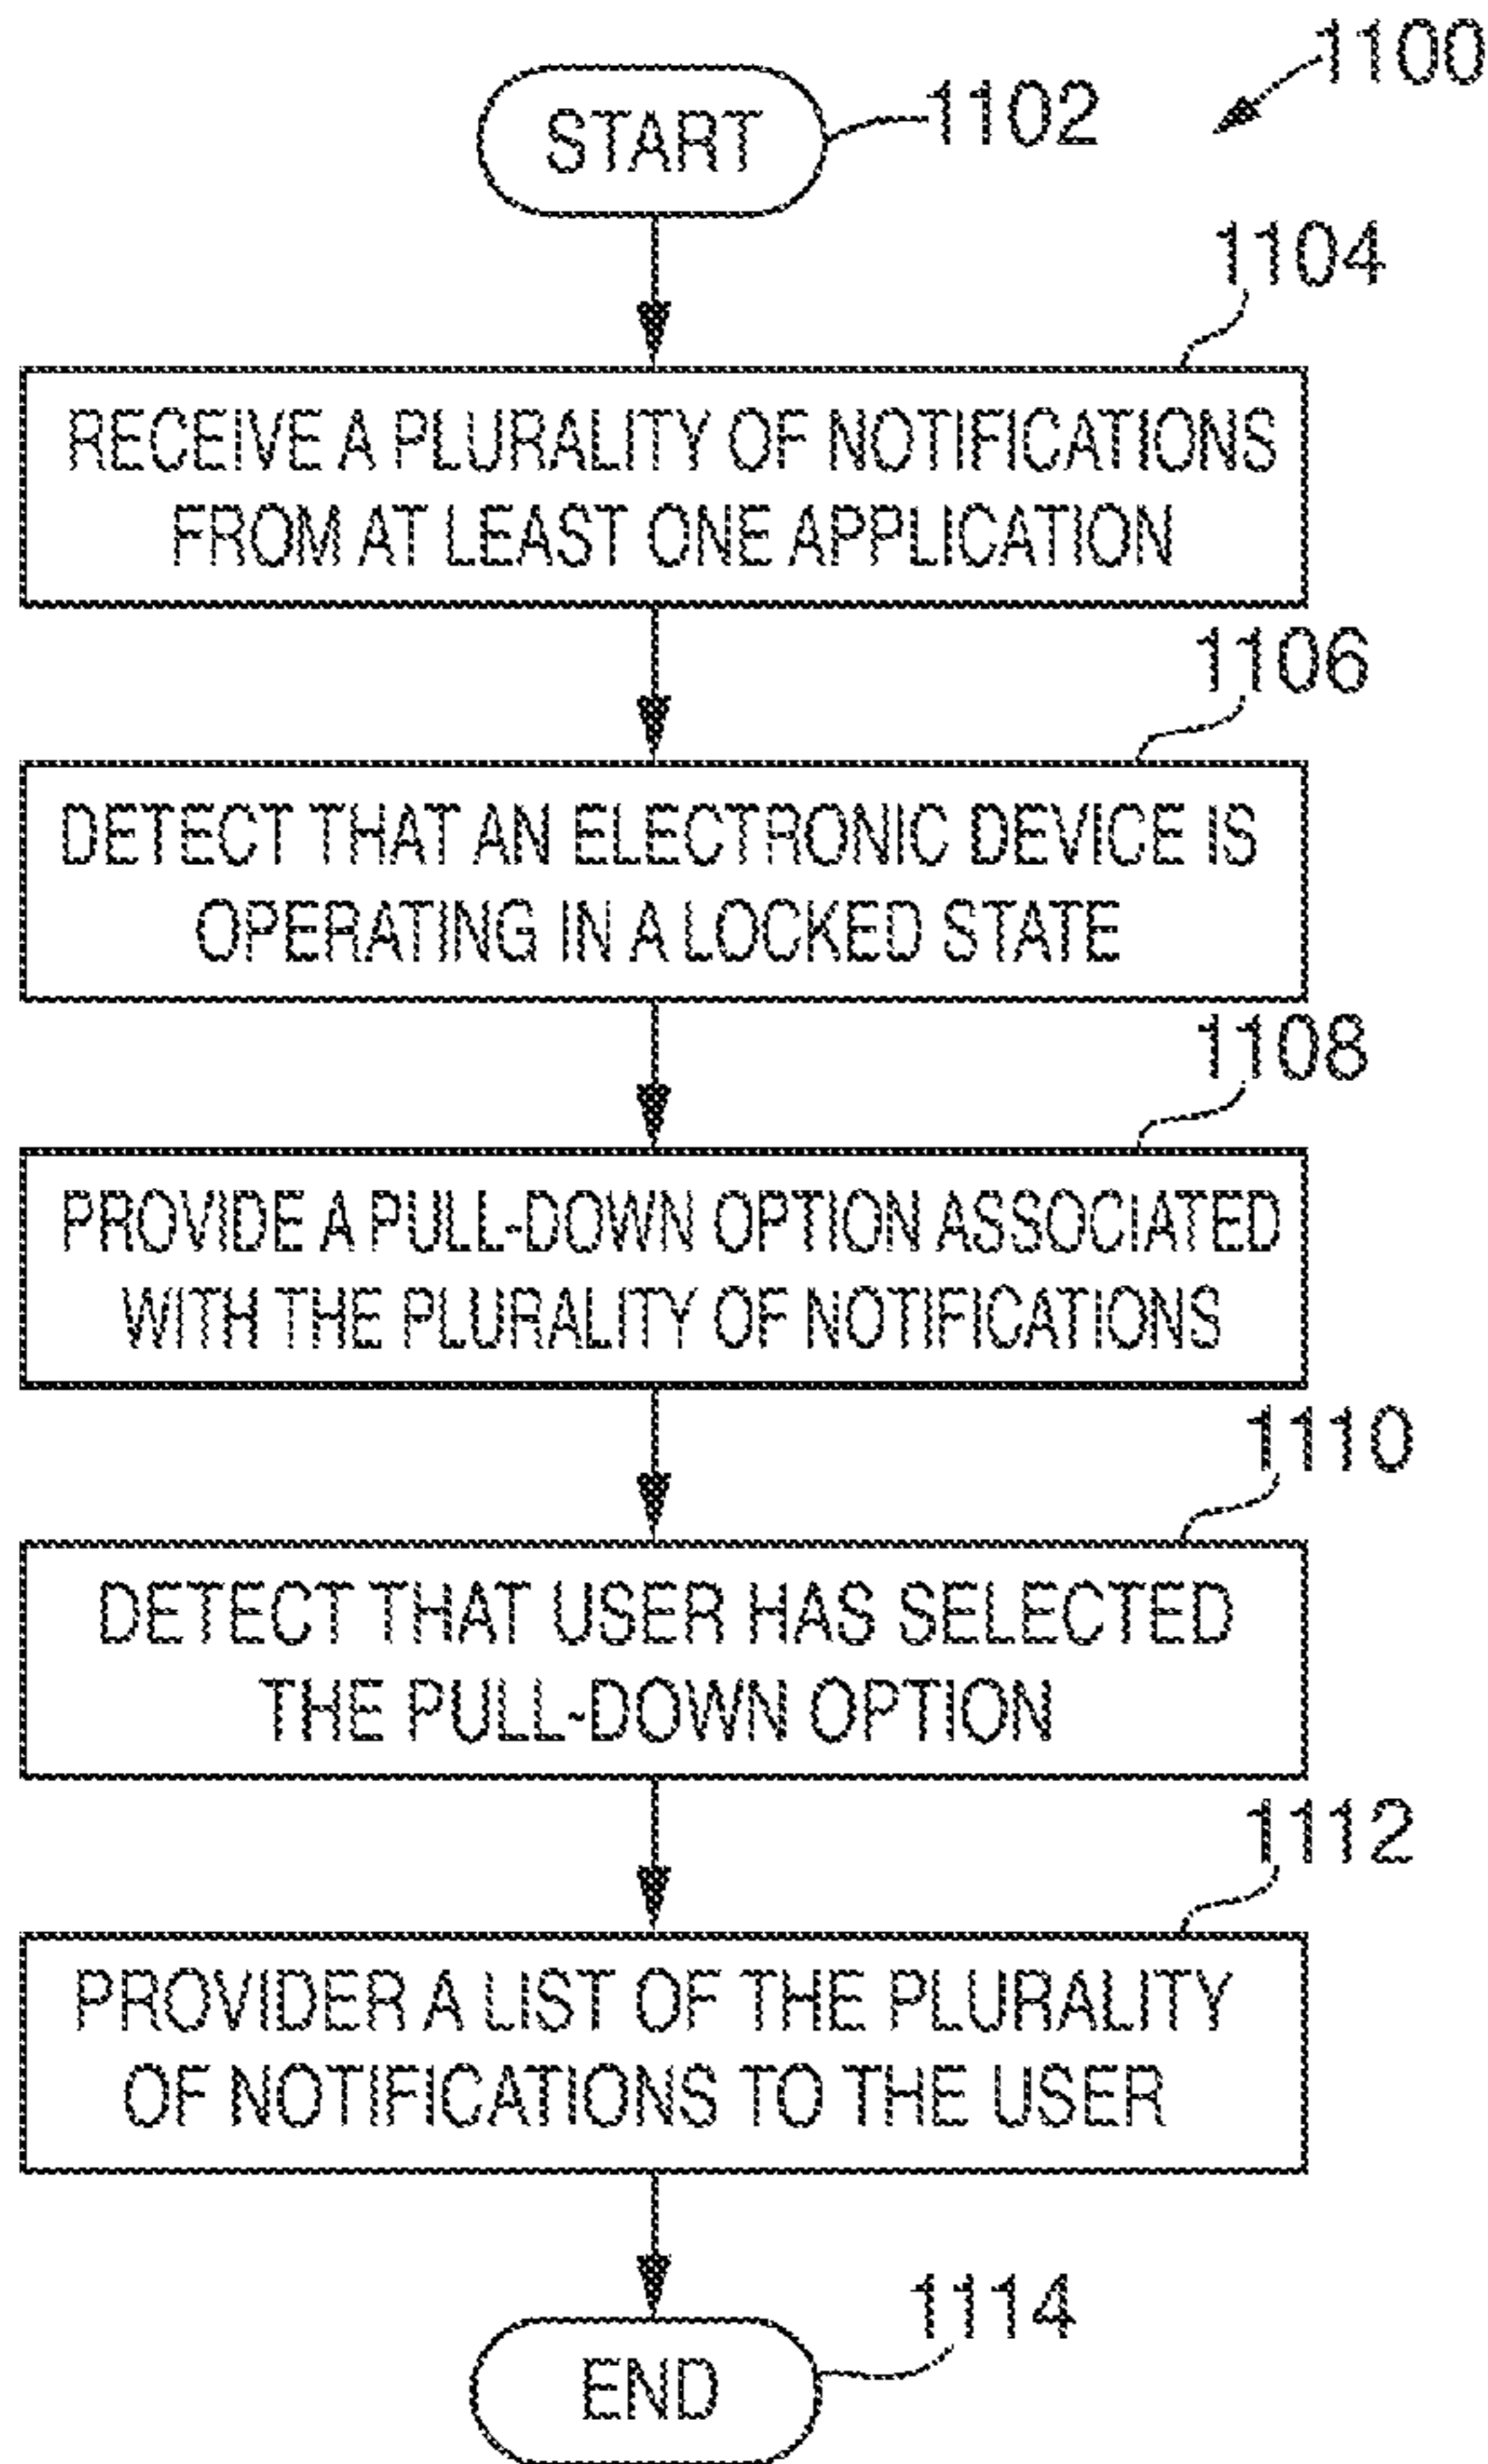 1100
START
1102
1104
RECEIVE A PLURALITY OF NOTIFICATIONS
FROM AT LEAST ONE APPLICATION
1106
DETECT THAT AN ELECTRONIC DEVICE IS
OPERATING IN A LOCKED STATE
1108
PROVIDE A PULL-DOWN OPTION ASSOCIATED
WITH THE PLURALITY OF NOTIFICATIONS
1110
DETECT THAT USER HAS SELECTED
THE PULL-DOWN OPTION
1112
PROVIDER A LIST OF THE PLURALITY
OF NOTIFICATIONS TO THE USER
1114
END